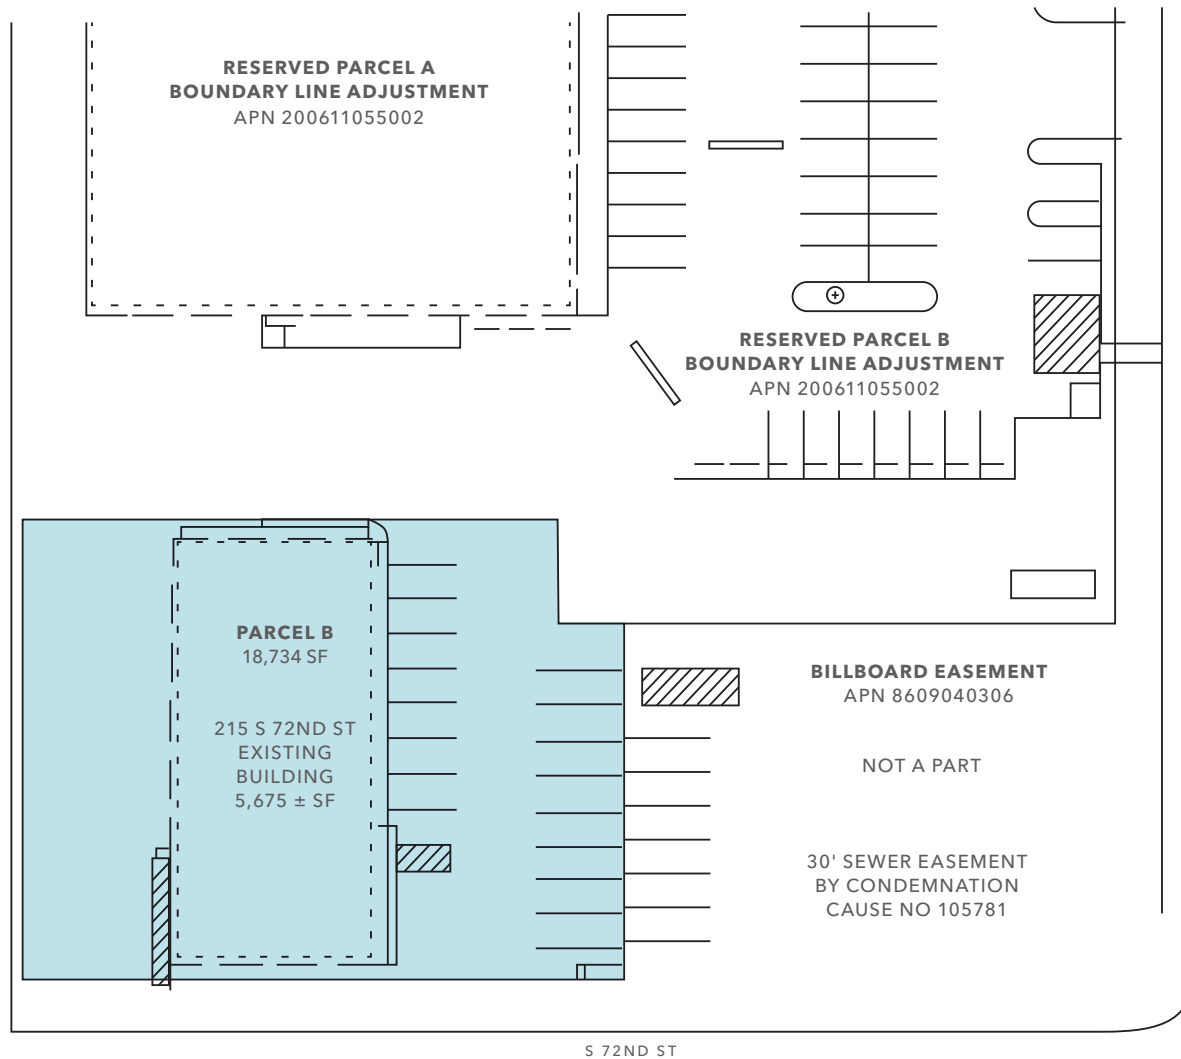 RESERVED PARCEL A
BOUNDARY LINE ADJUSTMENT
APN 200611055002
RESERVED PARCEL B
BOUNDARY LINE ADJUSTMENT
APN 200611055002
PARCEL B
18,734 SF
215 S 72ND ST
EXISTING
BUILDING
5,675 ± SF
BILLBOARD EASEMENT
APN 8609040306
NOT A PART
30' SEWER EASEMENT
BY CONDEMNATION
CAUSE NO 105781
S 72ND ST